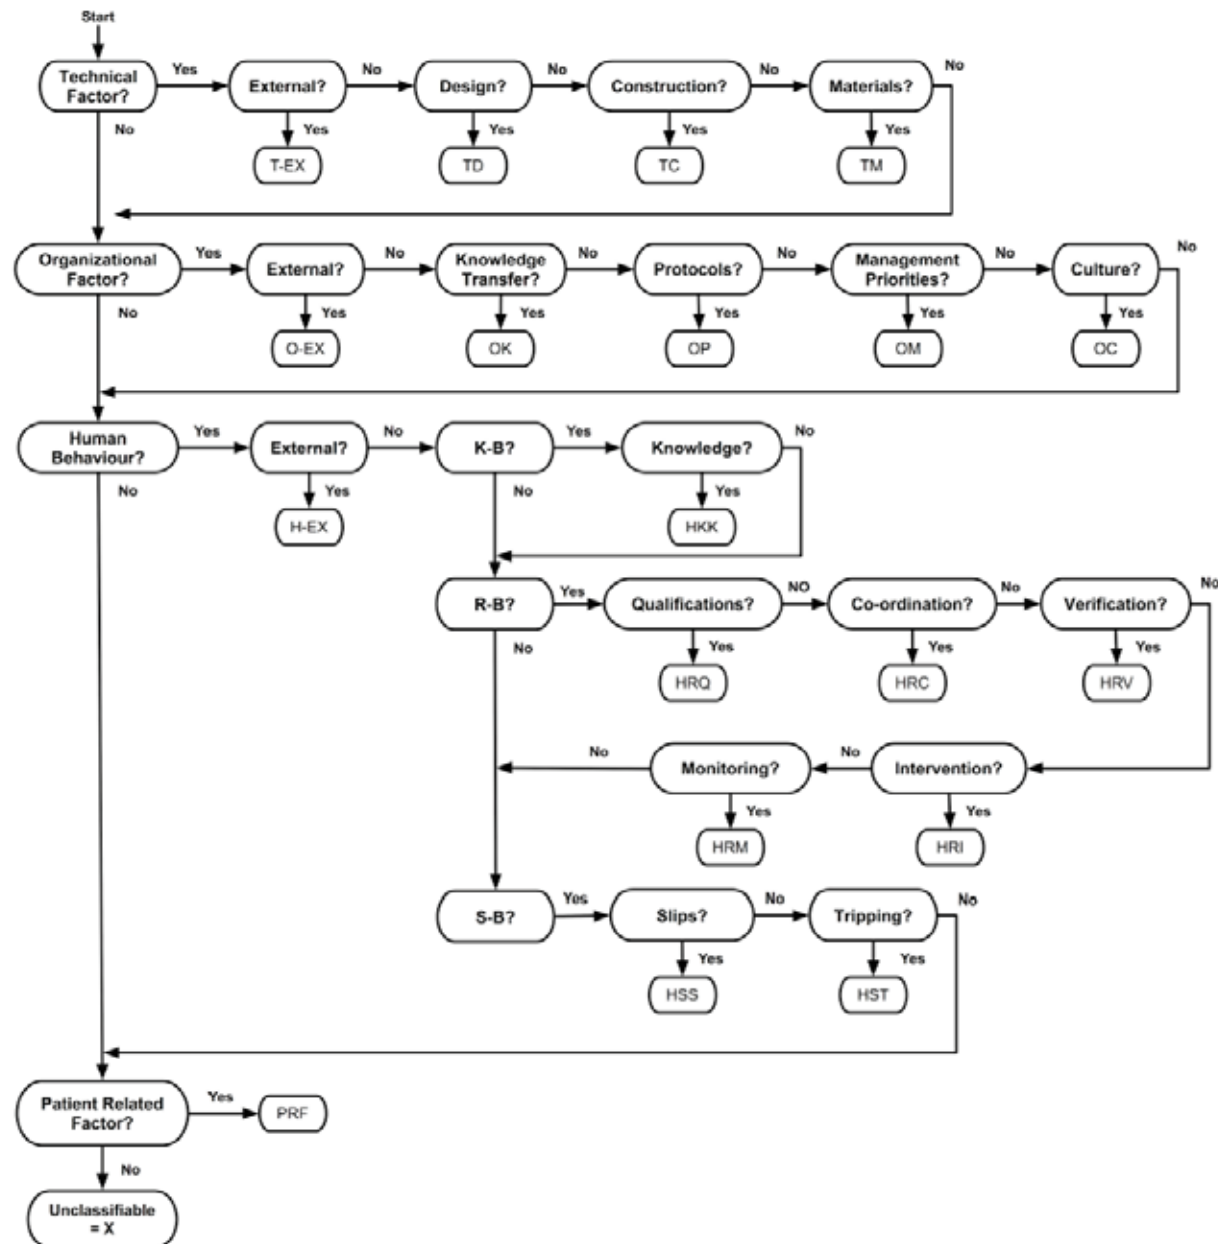 Start
Technical
Factor?
Yes
External?
No
Design?
No
Construction?
No
Materials?
No
No
Yes
Yes
Yes
Yes
T-EX
TD
TC
TM
Organizational
Factor?
Yes
External?
No
Knowledge
Transfer?
No
Protocols?
No
Management
Priorities?
No
Culture?
No
No
Yes
Yes
Yes
Yes
Yes
O-EX
OK
OP
OM
OC
Human
Behaviour?
Yes
External?
No
K-B?
Yes
Knowledge?
No
No
Yes
No
Yes
H-EX
HKK
R-B?
Yes
Qualifications?
NO
Co-ordination?
No
Verification?
No
No
Yes
Yes
Yes
HRQ
HRC
HRV
No
Monitoring?
No
Intervention?
Yes
Yes
HRM
HRI
S-B?
Yes
Slips?
No
Tripping?
No
Yes
Yes
HSS
HST
Patient Related
Factor?
Yes
PRF
No
Unclassifiable
= X